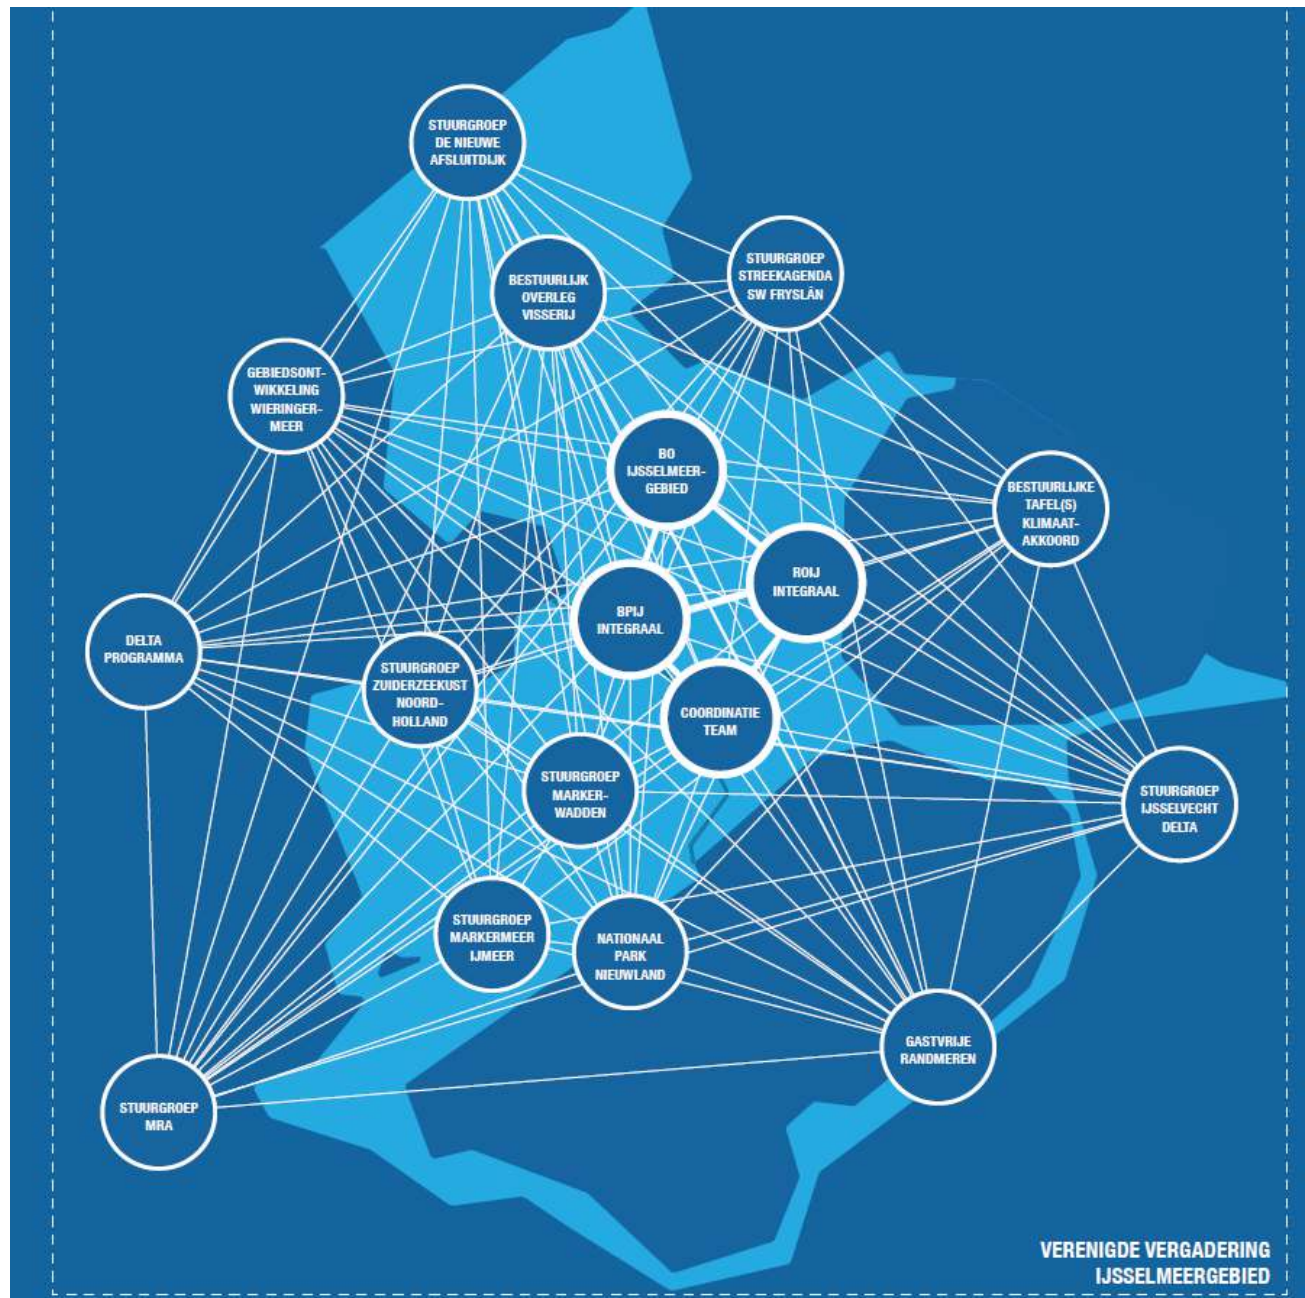 STUURGROEP
DE NIEUWE
AFSLUITDIJK
STUURGROEP
STREEKAGENDA
SW FRYSLÂN
BESTUURLIJK
OVERLEG
VISSERIJ
GEBIEDSONT-
WIKKELING
WIERINGER-
MEER
BO
IJSSELMEER-
GEBIED
BESTUURLIJKE
TAFEL(S)
KLIMAAT-
AKKOORD
ROIJ
INTEGRAAL
BPIJ
INTEGRAAL
DELTA
PROGRAMMA
STUURGROEP
ZUIDERZEEKUST
NOORD-
HOLLAND
COORDINATIE
TEAM
STUURGROEP
MARKER-
WADDEN
STUURGROEP
IJSSELVECHT
DELTA
STUURGROEP
MARKERMEER
IJMEER
NATIONAAL
PARK
NIEUWLAND
GASTVRIJE
RANDMEREN
STUURGROEP
MRA
VERENIGDE VERGADERING
IJSSELMEERGEBIED